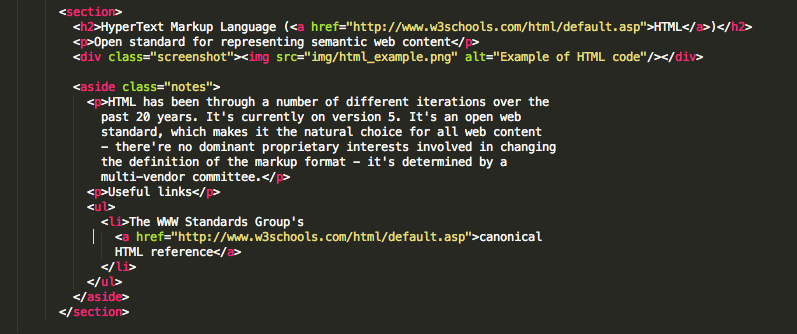 <section>
<h2>HyperText Markup Language (<a href="http://www.w3schools.com/html/default.asp">HTML</a>)</h2>
<p>Open standard for representing semantic web content</p>
<div class="screenshot"><img src="img/html_example.png" alt="Example of HTML code"/></div>
<aside class="notes">
<p>HTML has been through a number of different iterations over the
past 20 years. It's currently on version 5. It's an open web
standard, which makes it the natural choice for all web content
- there're no dominant proprietary interests involved in changing
the definition of the markup format - it's determined by a
multi-vendor committee.</p>
<p>Useful links</p>
<ul>
<li>The WWW Standards Group's
<a href="http://www.w3schools.com/html/default.asp">canonical
HTML reference</a>
</li>
</ul>
</aside>
</section>